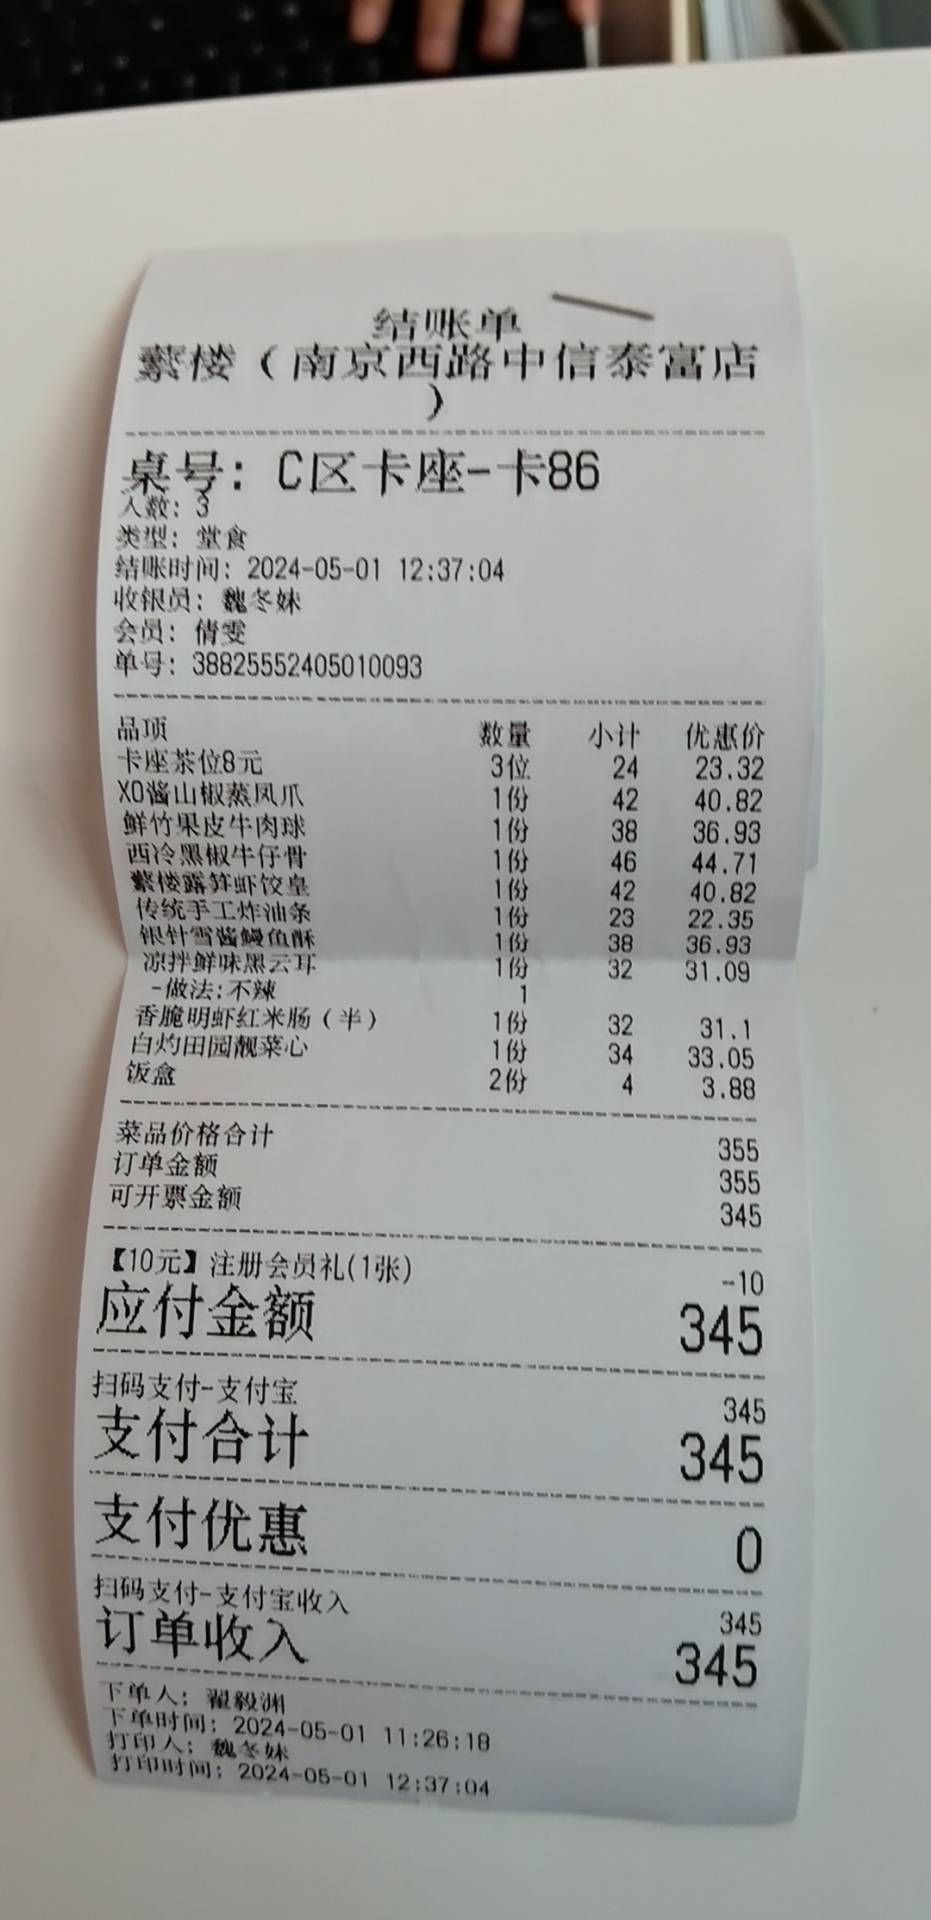 结账单
蘩楼（南京西路中信泰富店
）
桌号: C区卡座-卡86
人数: 3
类型: 堂食
结账时间: 2024-05-01 12:37:04
收银员: 魏冬妹
会员: 倩雯
单号: 38825552405010093
品项 数量 小计 优惠价
卡座茶位8元 3位 24 23.32
XO酱山椒蒸凤爪 1份 42 40.82
鲜竹果皮牛肉球 1份 38 36.93
西冷黑椒牛仔骨 1份 46 44.71
蘩楼露笋虾饺皇 1份 42 40.82
传统手工炸油条 1份 23 22.35
银针雪酱鳗鱼酥 1份 38 36.93
凉拌鲜味黑云耳 1份 32 31.09
-做法:不辣 1
香脆明虾红米肠（半） 1份 32 31.1
白灼田园靓菜心 1份 34 33.05
饭盒 2份 4 3.88
菜品价格合计 355
订单金额 355
可开票金额 345
【10元】注册会员礼(1张) -10
应付金额 345
扫码支付-支付宝 345
支付合计 345
支付优惠 0
扫码支付-支付宝收入 345
订单收入 345
下单人: 翟毅渊
下单时间: 2024-05-01 11:26:18
打印人: 魏冬妹
打印时间: 2024-05-01 12:37:04